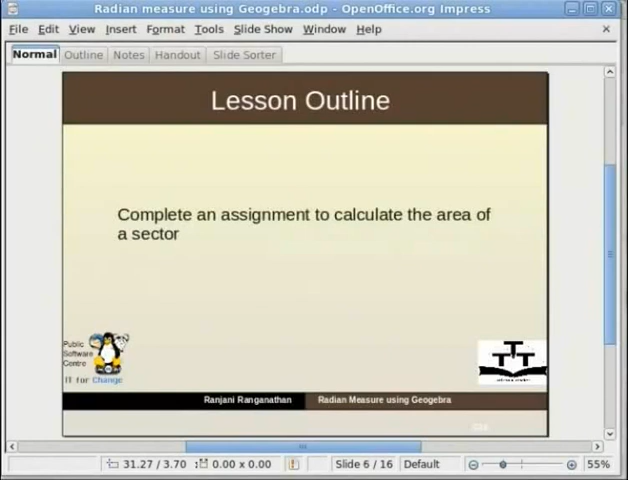 Radian measure using Geogebra.odp - OpenOffice.org Impress
File Edit View Insert Format Tools Slide Show Window Help
Normal Outline Notes Handout Slide Sorter
Lesson Outline
Complete an assignment to calculate the area of
a sector
Public
Software
Centre
IT for Change
TTT
Ranjani Ranganathan Radian Measure using Geogebra
31.27 / 3.70 0.00 x 0.00 Slide 6 / 16 Default 55%